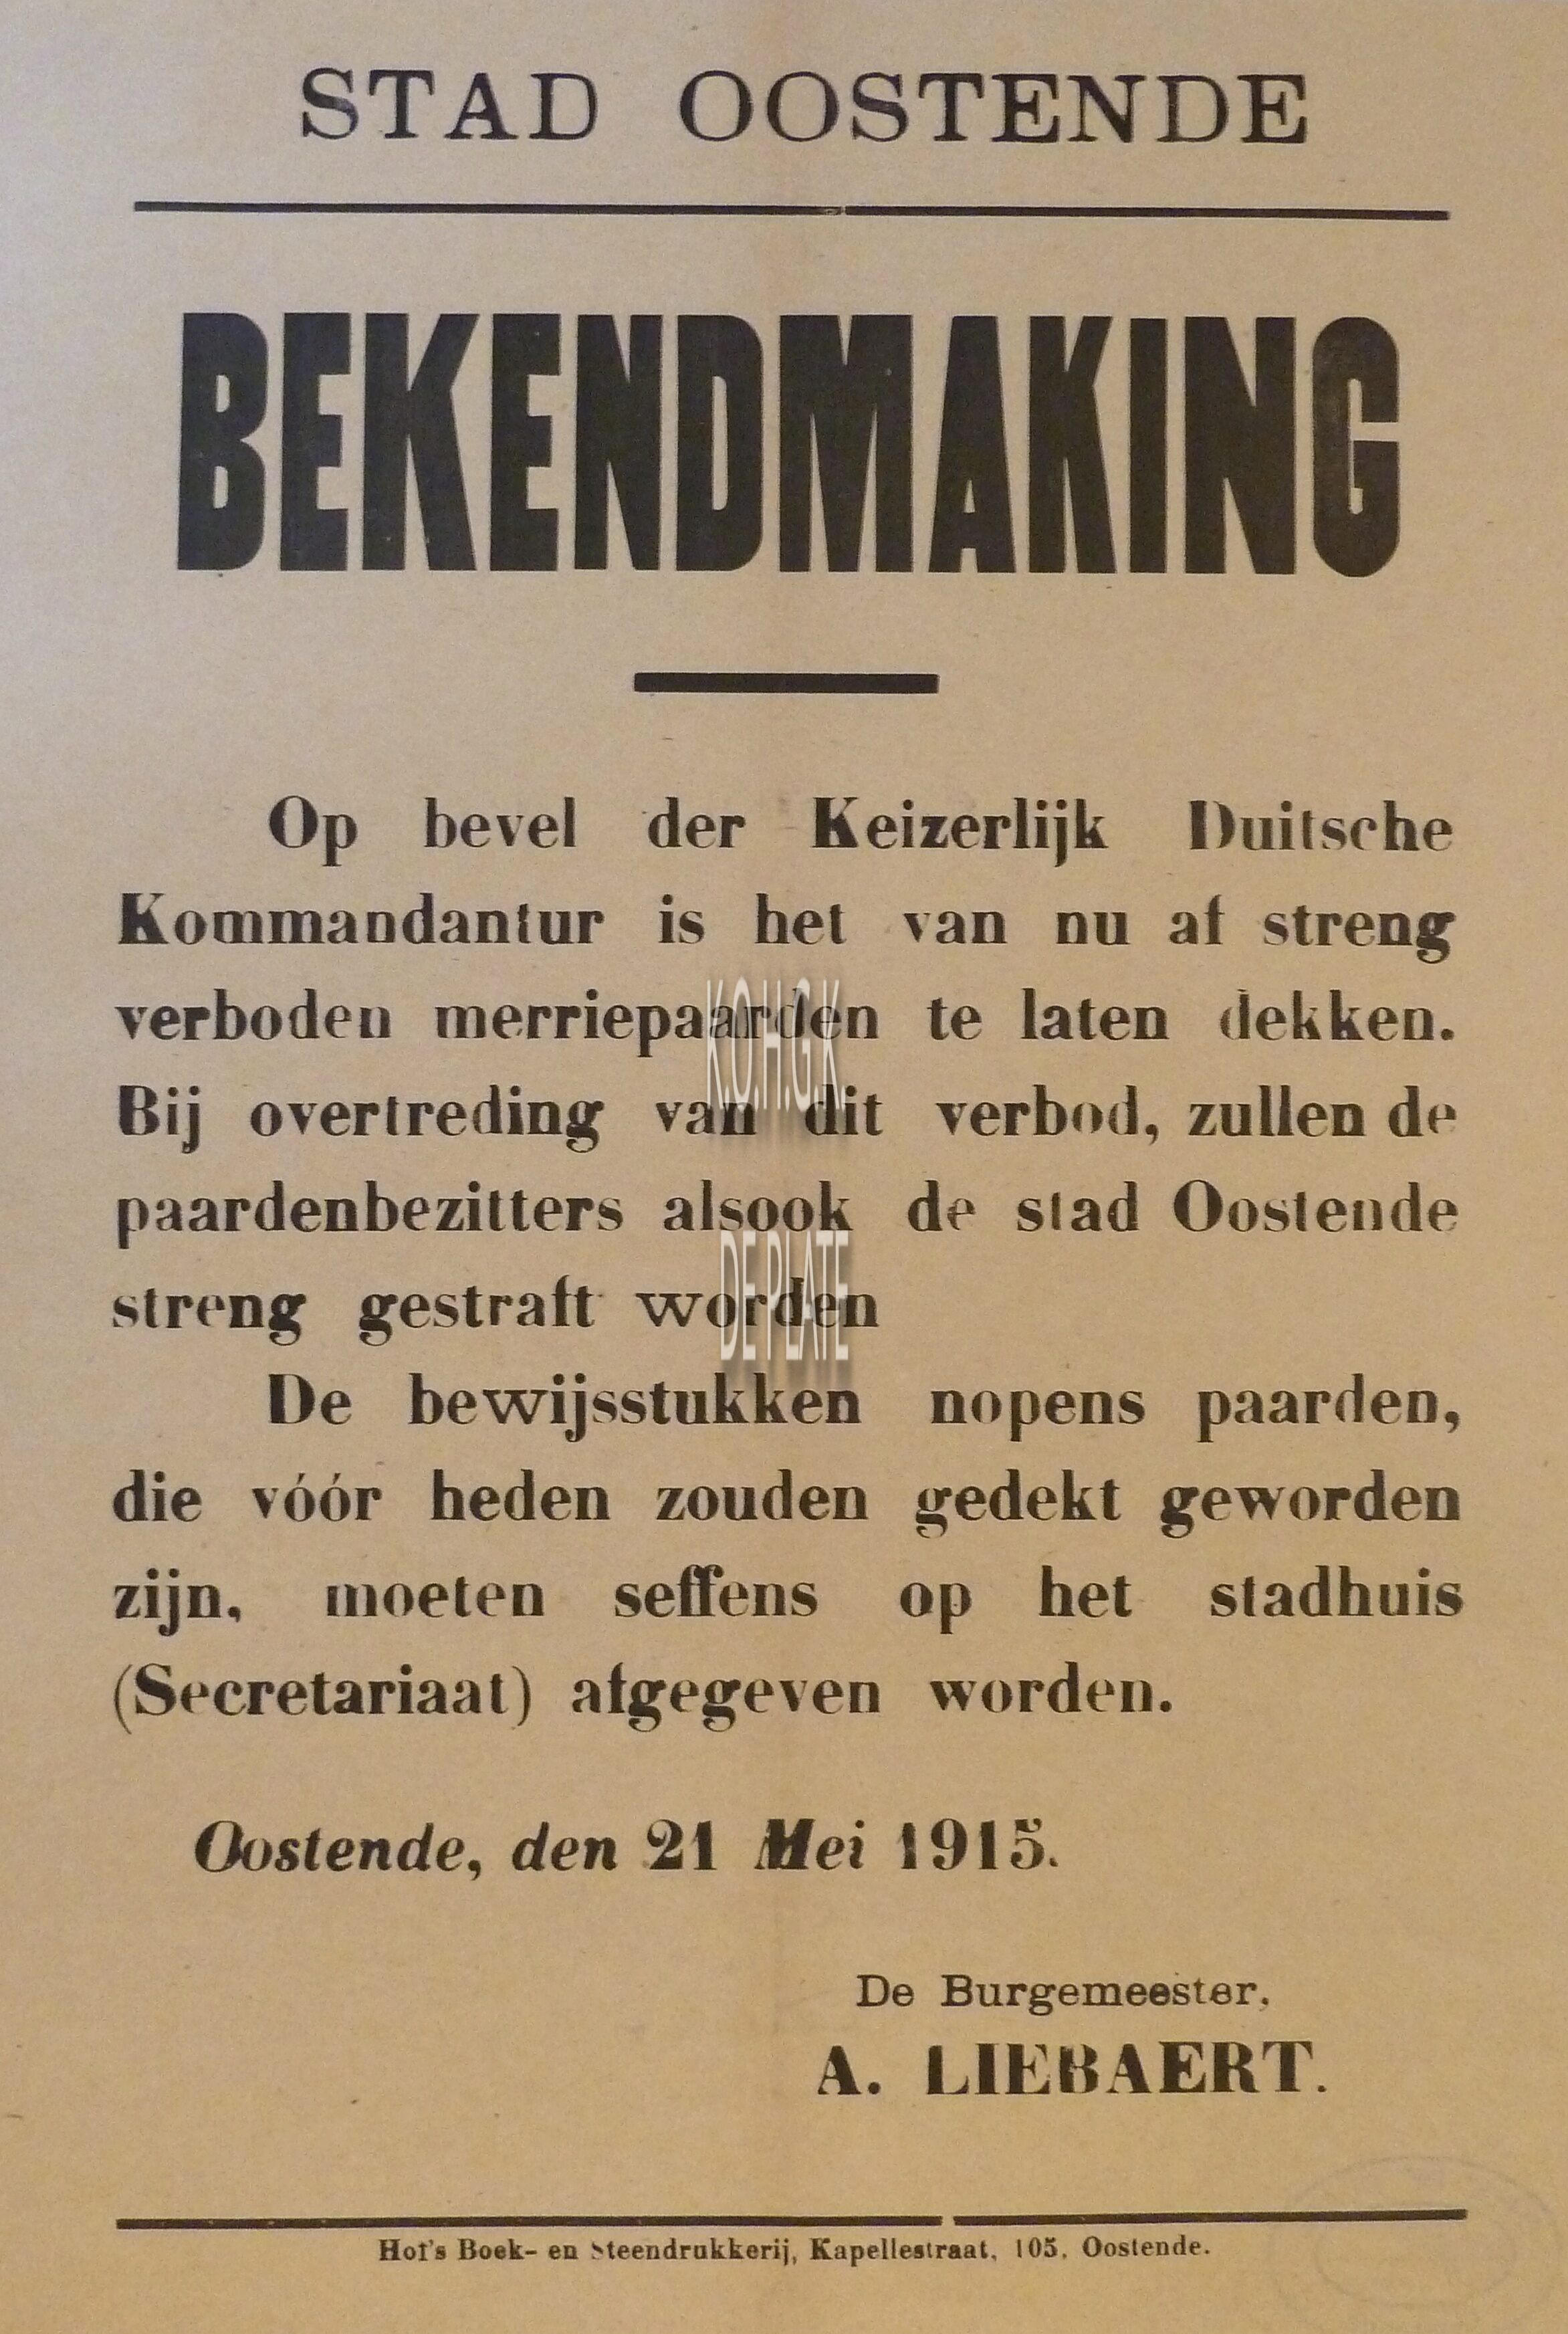 STAD OOSTENDE
BEKENDMAKING
Op bevel der Keizerlijk Duitsche
Kommandantur is het van nu af streng
verboden merriepaarden te laten dekken.
K.O.H.G.K
Bij overtreding van dit verbod, zullen de
paardenbezitters alsook de stad Oostende
DE PLATE
streng gestraft worden
De bewijsstukken nopens paarden,
die vóór heden zouden gedekt geworden
zijn, moeten seffens op het stadhuis
(Secretariaat) afgegeven worden.
Oostende, den 21 Mei 1915.
De Burgemeester,
A. LIEBAERT.
Hof's Boek- en Steendrukkerij, Kapellestraat, 105, Oostende.